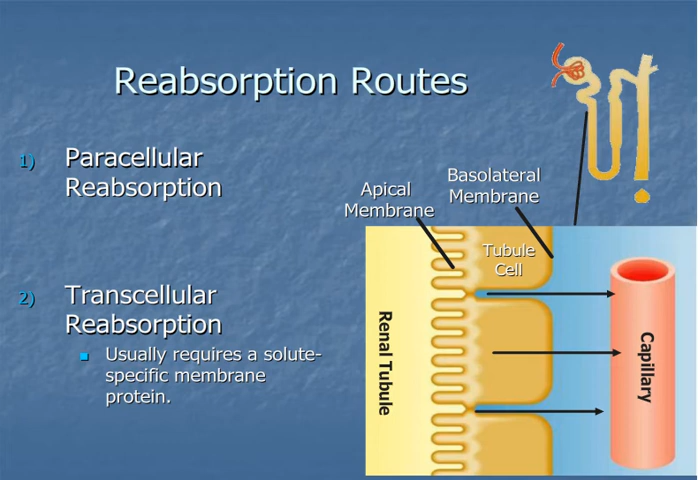 Reabsorption Routes
1) Paracellular
Reabsorption
2) Transcellular
Reabsorption
Usually requires a solute-
specific membrane
protein.
Apical
Membrane
Basolateral
Membrane
Tubule
Cell
Renal Tubule
Capillary